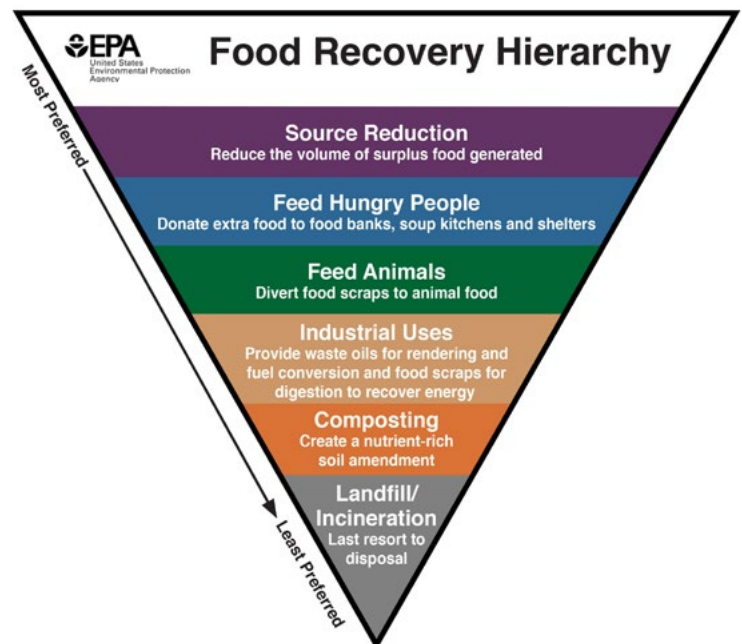 EPA
United States
Environmental Protection
Agency
Food Recovery Hierarchy
Most Preferred
Source Reduction
Reduce the volume of surplus food generated
Feed Hungry People
Donate extra food to food banks, soup kitchens and shelters
Feed Animals
Divert food scraps to animal food
Industrial Uses
Provide waste oils for rendering and
fuel conversion and food scraps for
digestion to recover energy
Composting
Create a nutrient-rich
soil amendment
Landfill/
Incineration
Last resort to
disposal
Least Preferred